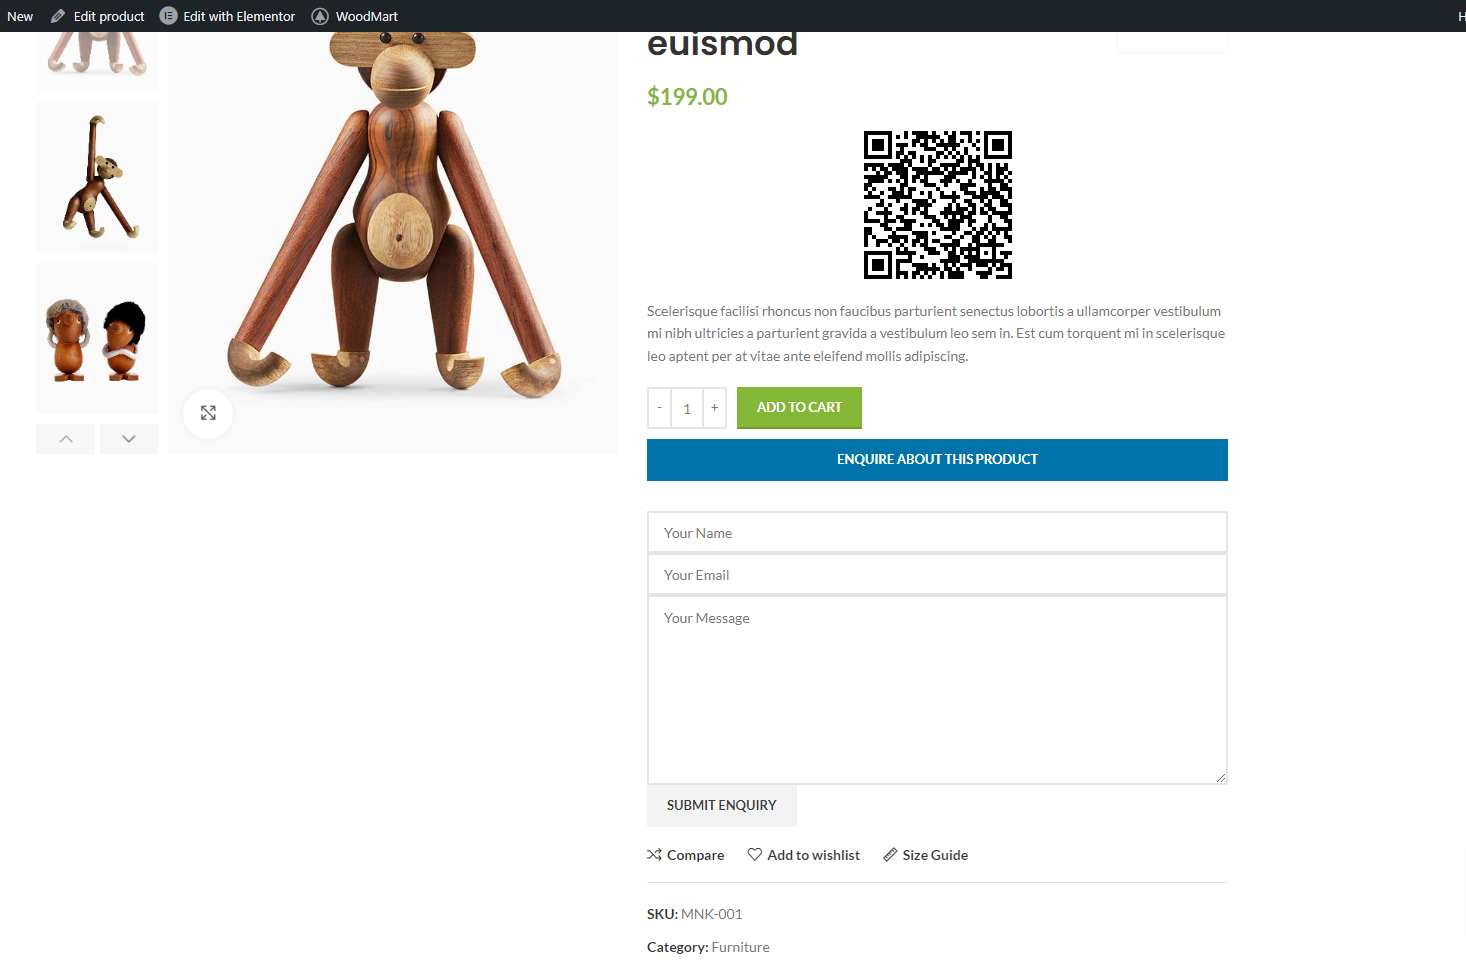 New Edit product Edit with Elementor WoodMart H
euismod
$199.00
Scelerisque facilisi rhoncus non faucibus parturient senectus lobortis a ullamcorper vestibulum
mi nibh ultricies a parturient gravida a vestibulum leo sem in. Est cum torquent mi in scelerisque
leo aptent per at vitae ante eleifend mollis adipiscing.
- 1 + ADD TO CART
ENQUIRE ABOUT THIS PRODUCT
Your Name
Your Email
Your Message
SUBMIT ENQUIRY
Compare Add to wishlist Size Guide
SKU: MNK-001
Category: Furniture